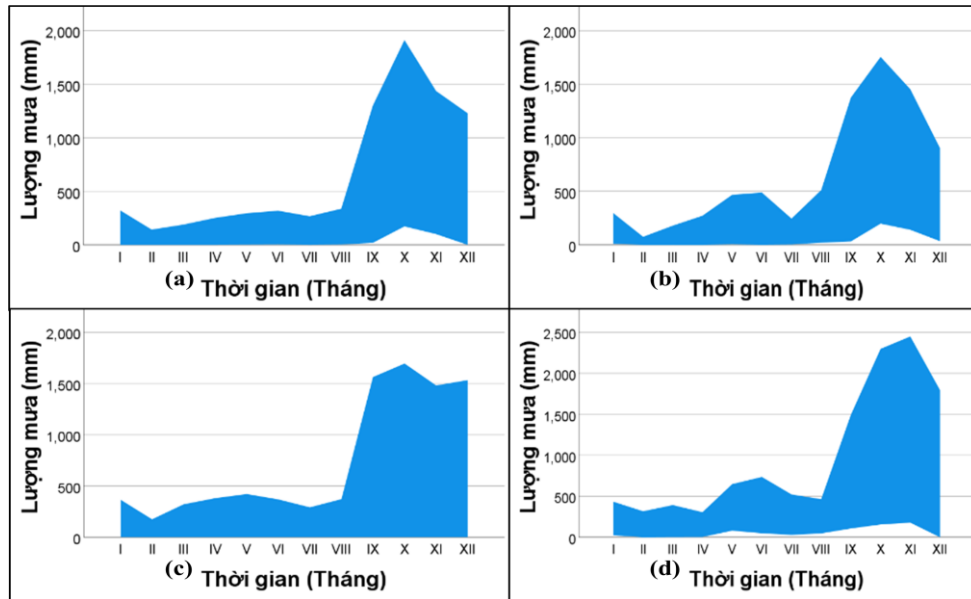 Lượng mưa (mm)
2,000
1,500
1,000
500
0
I II III IV V VI VII VIII IX X XI XII
(a)
Thời gian (Tháng)
Lượng mưa (mm)
2,000
1,500
1,000
500
0
I II III IV V VI VII VIII IX X XI XII
(b)
Thời gian (Tháng)
Lượng mưa (mm)
2,000
1,500
1,000
500
0
I II III IV V VI VII VIII IX X XI XII
(c)
Thời gian (Tháng)
Lượng mưa (mm)
2,500
2,500
1,500
1,000
500
0
I II III IV V VI VII VIII IX X XI XII
(d)
Thời gian (Tháng)